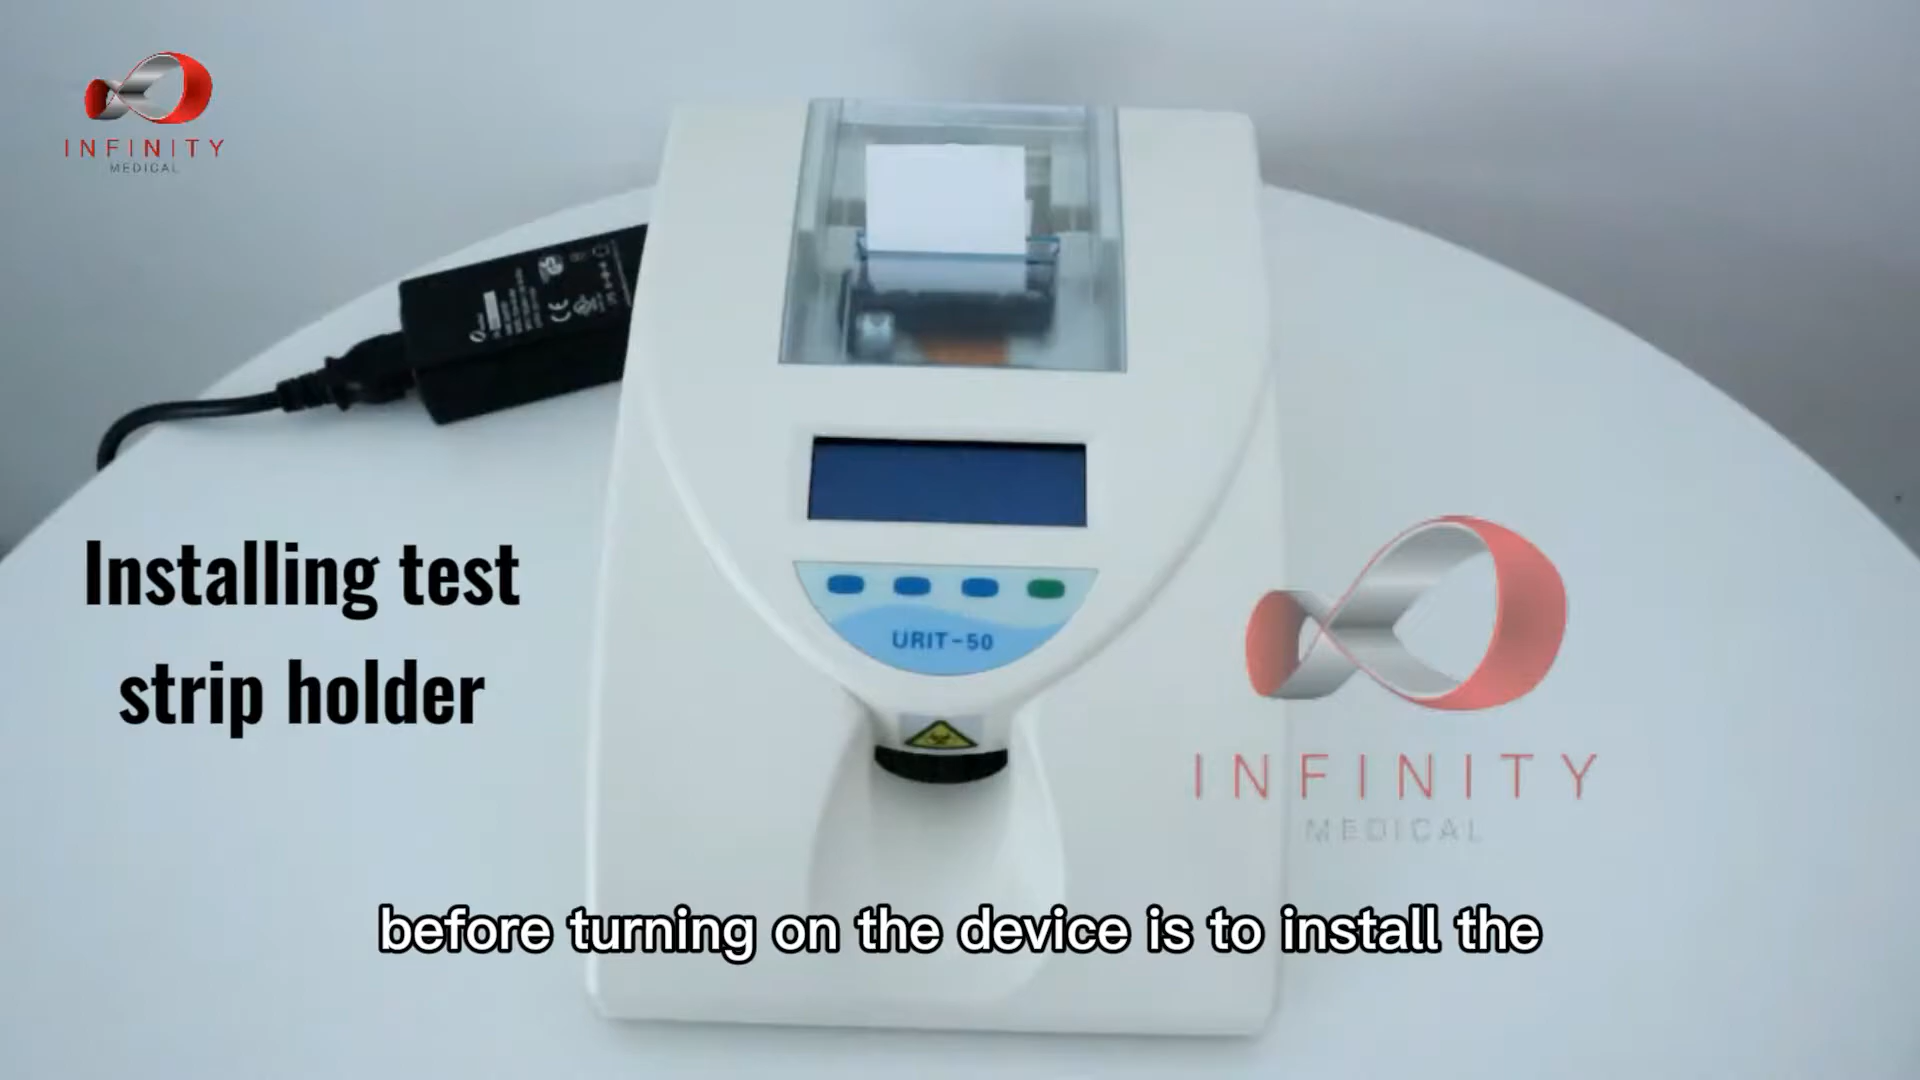 INFINITY
MEDICAL
CE
Installing test
strip holder
URIT-50
INFINITY
MEDICAL
before turning on the device is to install the